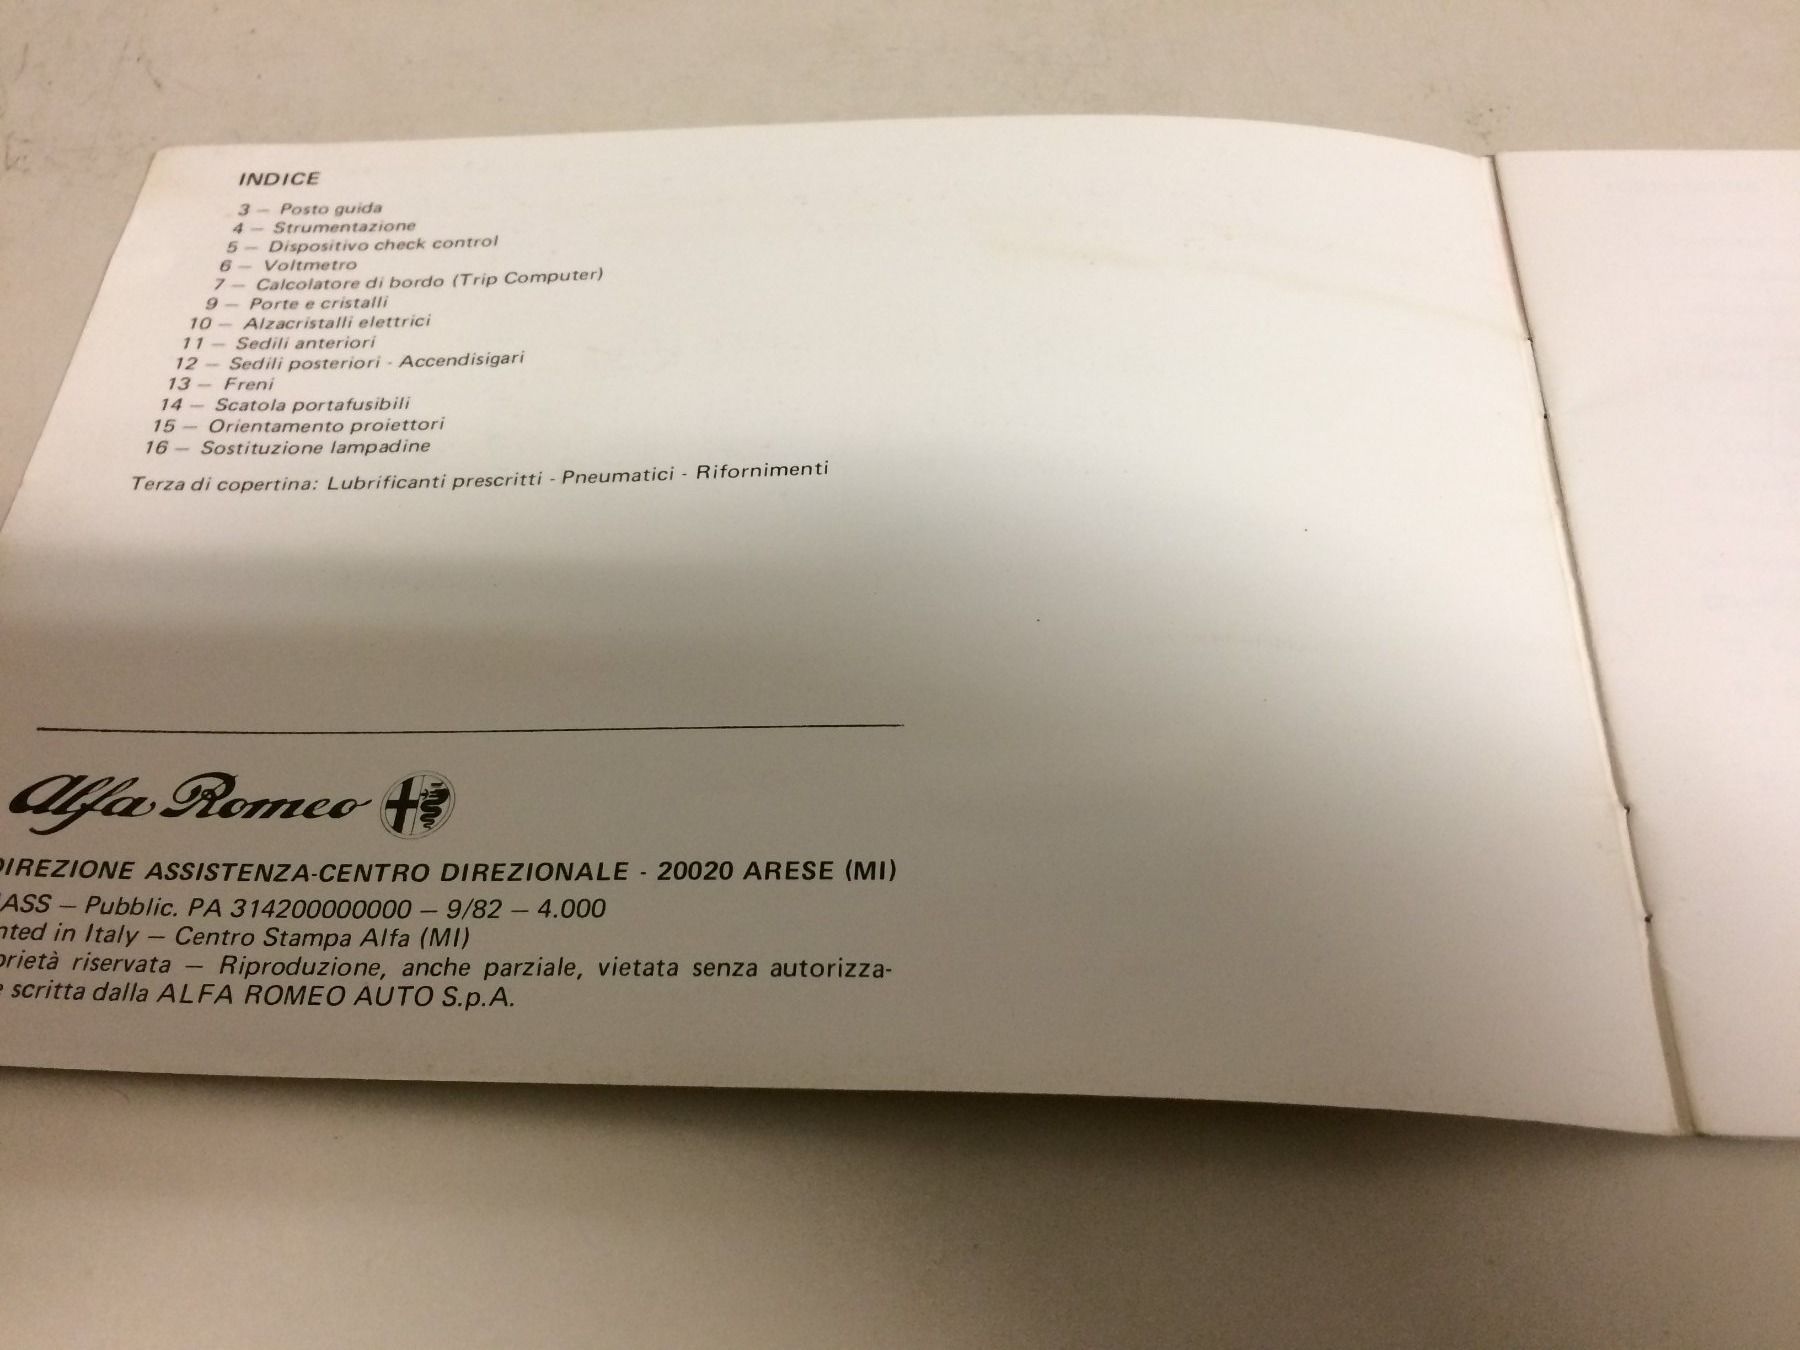 INDICE
3 — Posto guida
4 — Strumentazione
5 — Dispositivo check control
6 — Voltmetro
7 — Calcolatore di bordo (Trip Computer)
9 — Porte e cristalli
10 — Alzacristalli elettrici
11 — Sedili anteriori
12 — Sedili posteriori - Accendisigari
13 — Freni
14 — Scatola portafusibili
15 — Orientamento proiettori
16 — Sostituzione lampadine
Terza di copertina: Lubrificanti prescritti - Pneumatici - Rifornimenti
Alfa Romeo
DIREZIONE ASSISTENZA-CENTRO DIREZIONALE - 20020 ARESE (MI)
IASS — Pubblic. PA 314200000000 — 9/82 — 4.000
nted in Italy — Centro Stampa Alfa (MI)
prietà riservata — Riproduzione, anche parziale, vietata senza autorizza-
e scritta dalla ALFA ROMEO AUTO S.p.A.